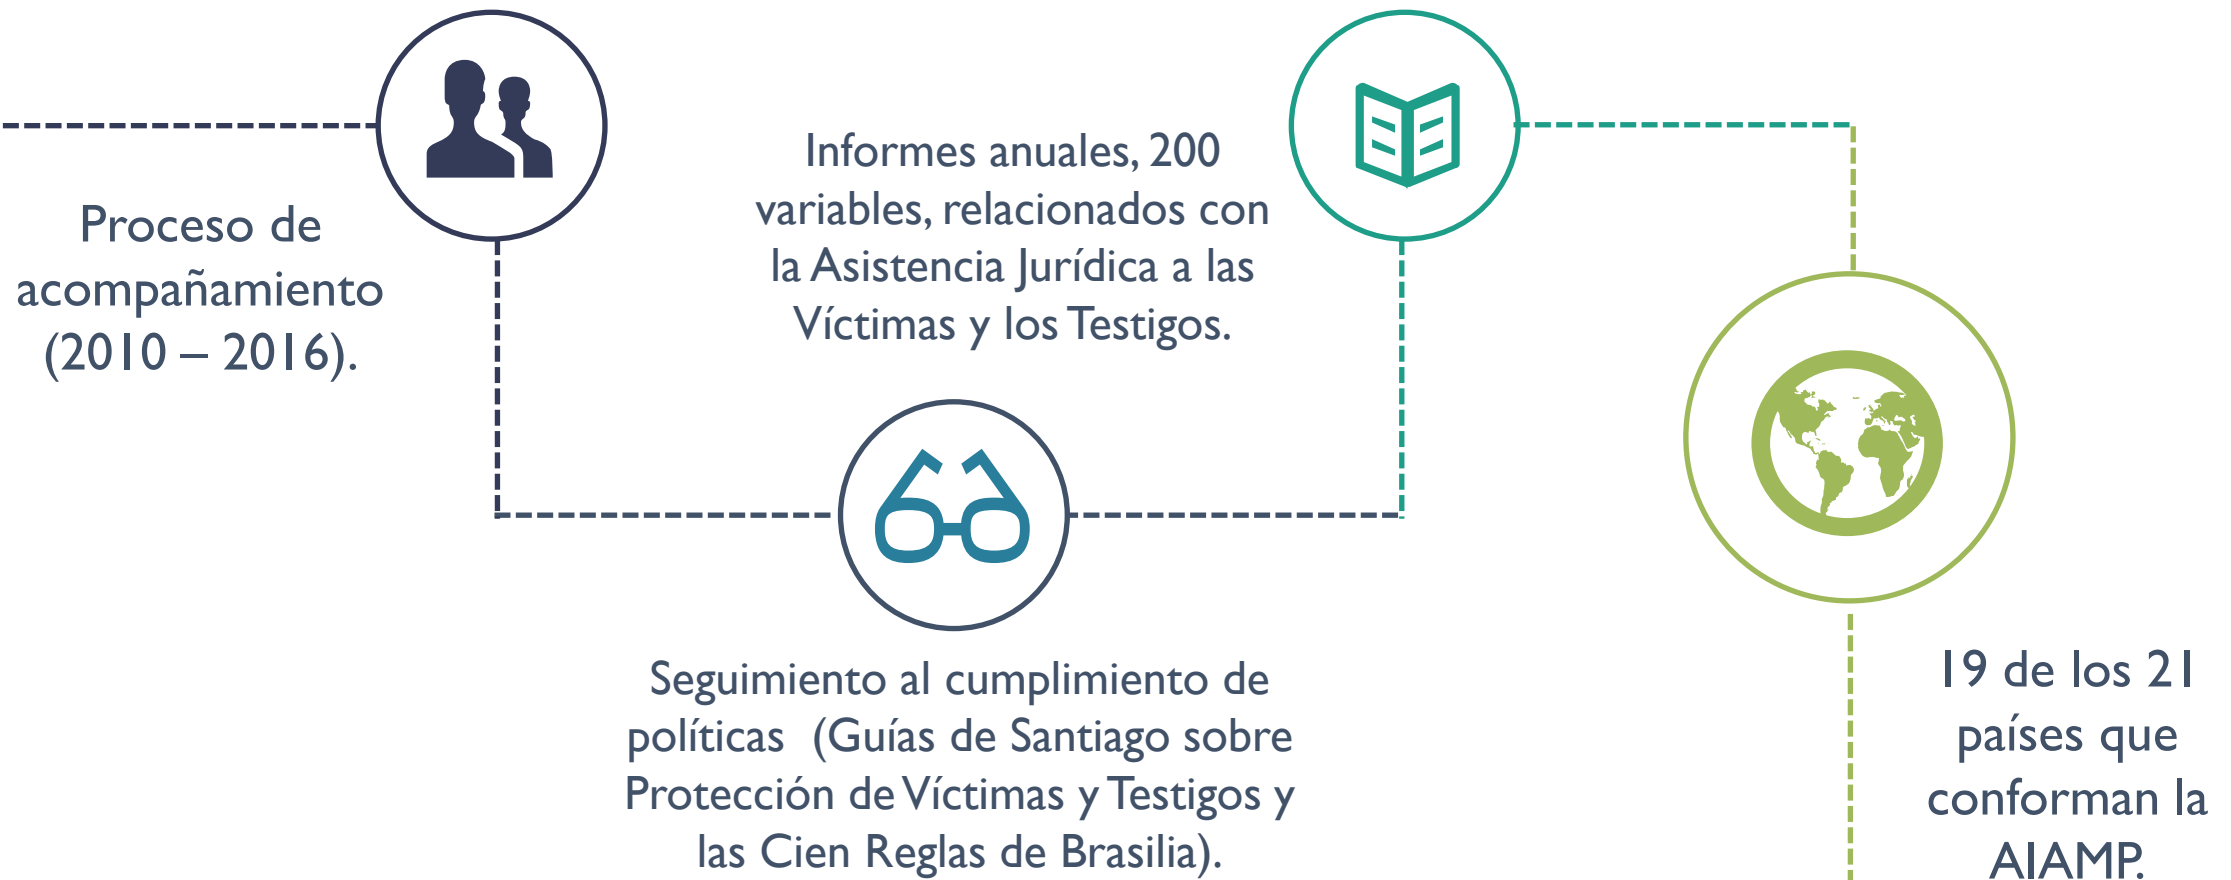 Proceso de
acompañamiento
(2010 – 2016).
Seguimiento al cumplimiento de
políticas (Guías de Santiago sobre
Protección de Víctimas y Testigos y
las Cien Reglas de Brasilia).
Informes anuales, 200
variables, relacionados con
la Asistencia Jurídica a las
Víctimas y los Testigos.
19 de los 21
países que
conforman la
AIAMP.